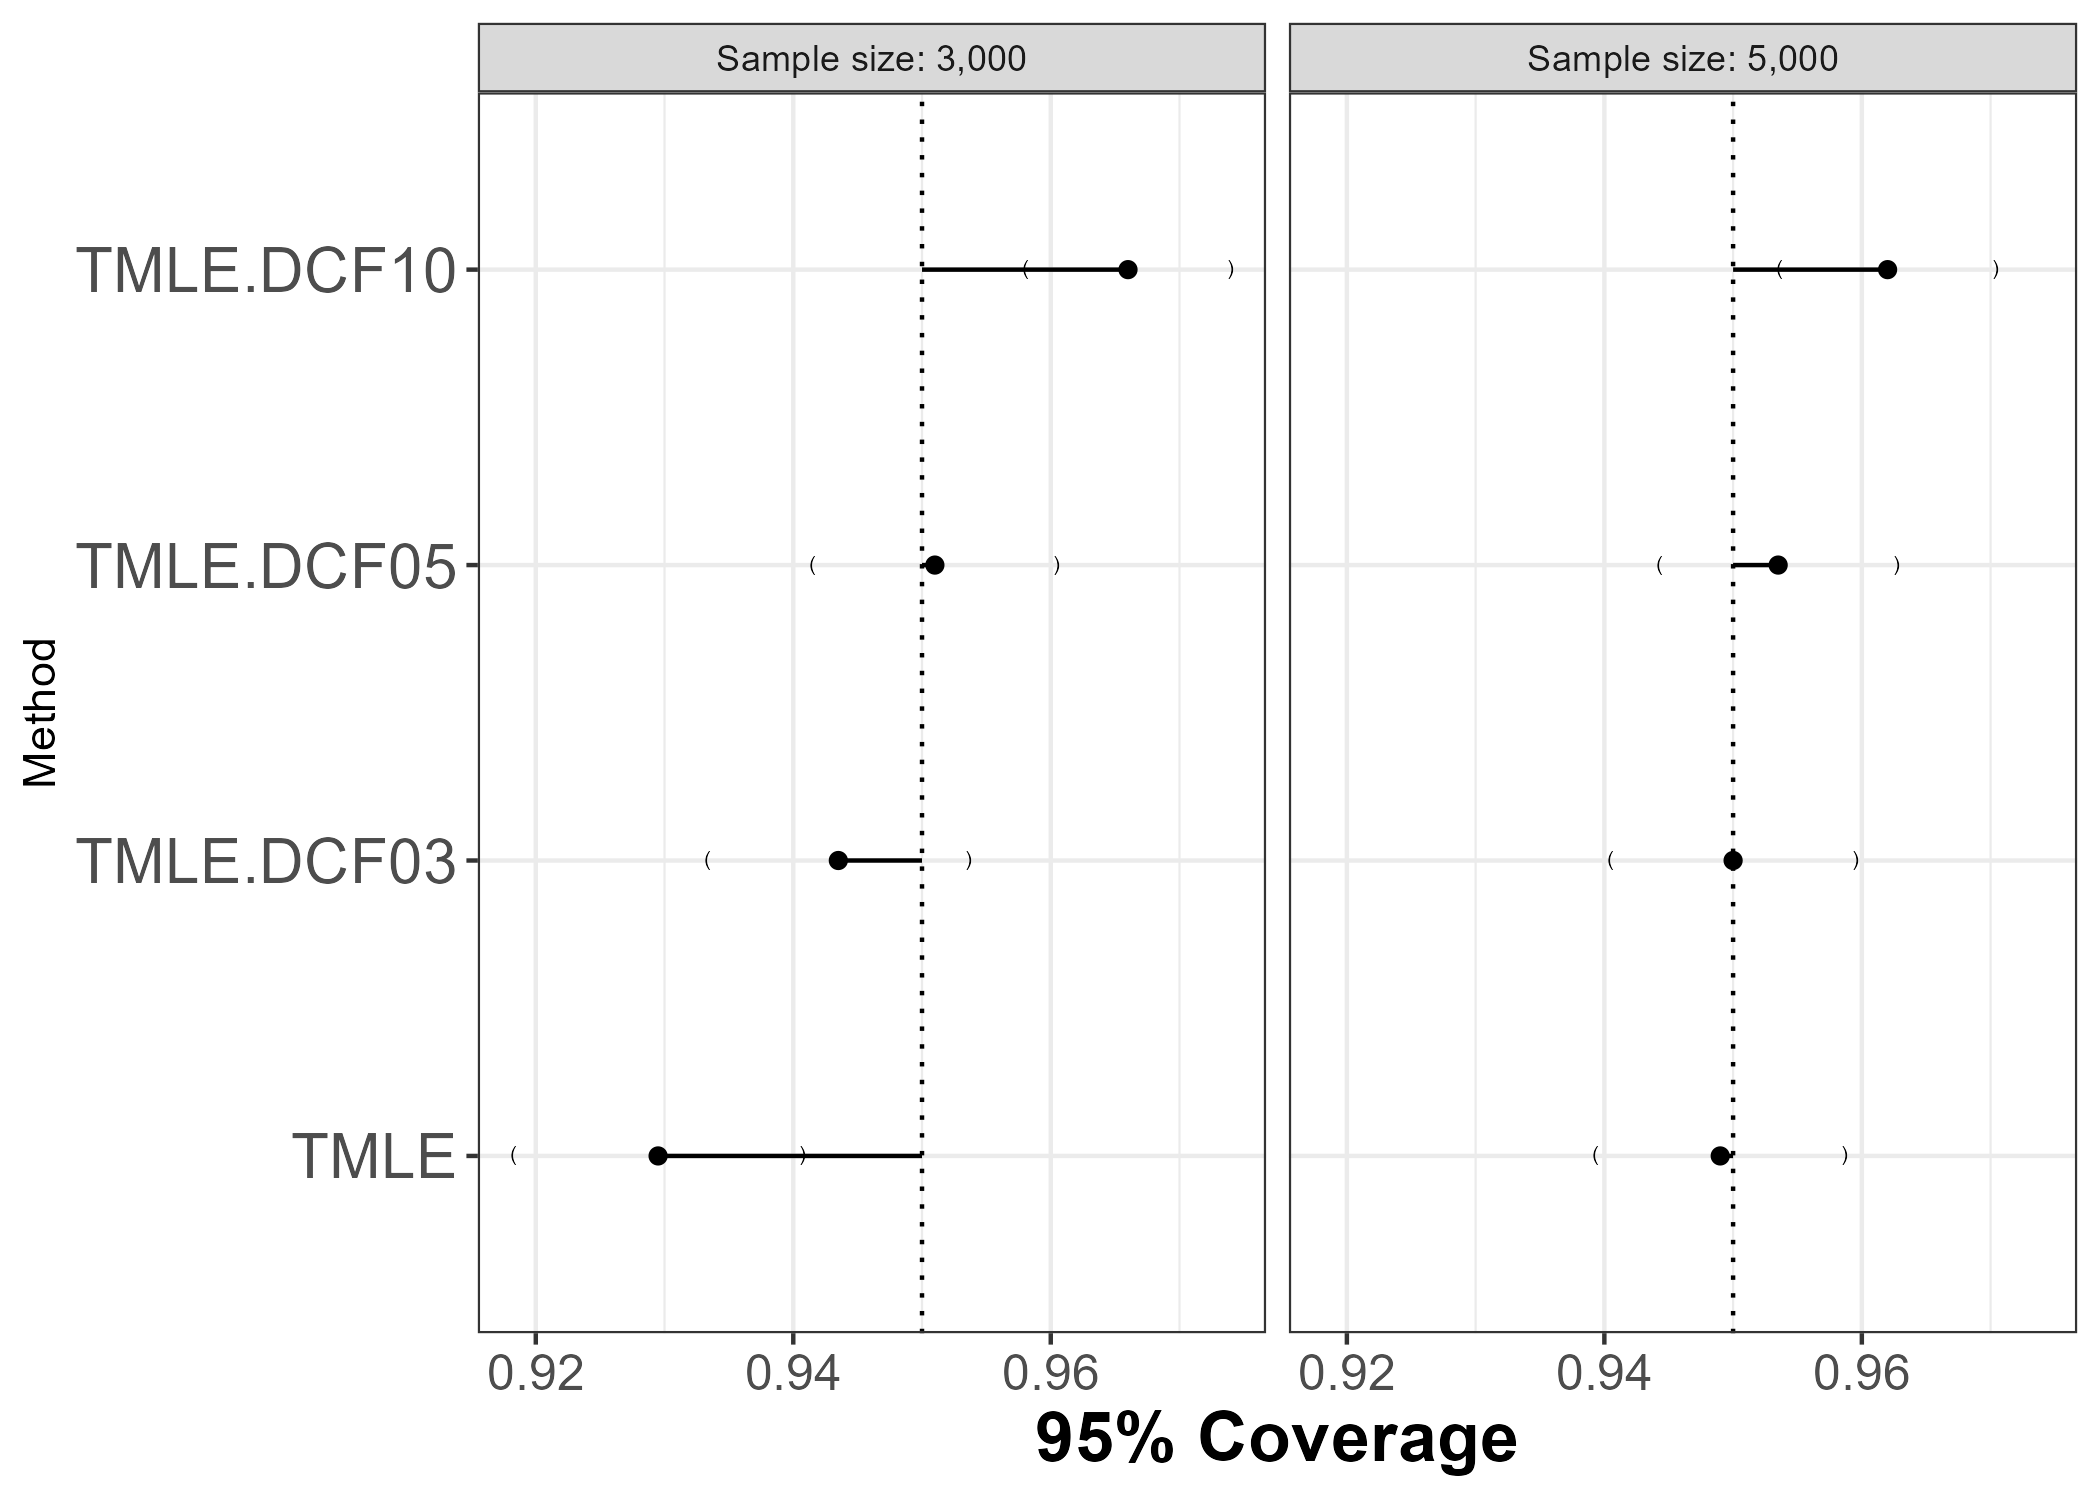 Sample size: 3,000
Sample size: 5,000
TMLE.DCF10
TMLE.DCF05
Method
TMLE.DCF03
TMLE
0.92 0.94 0.96 0.92 0.94 0.96
95% Coverage